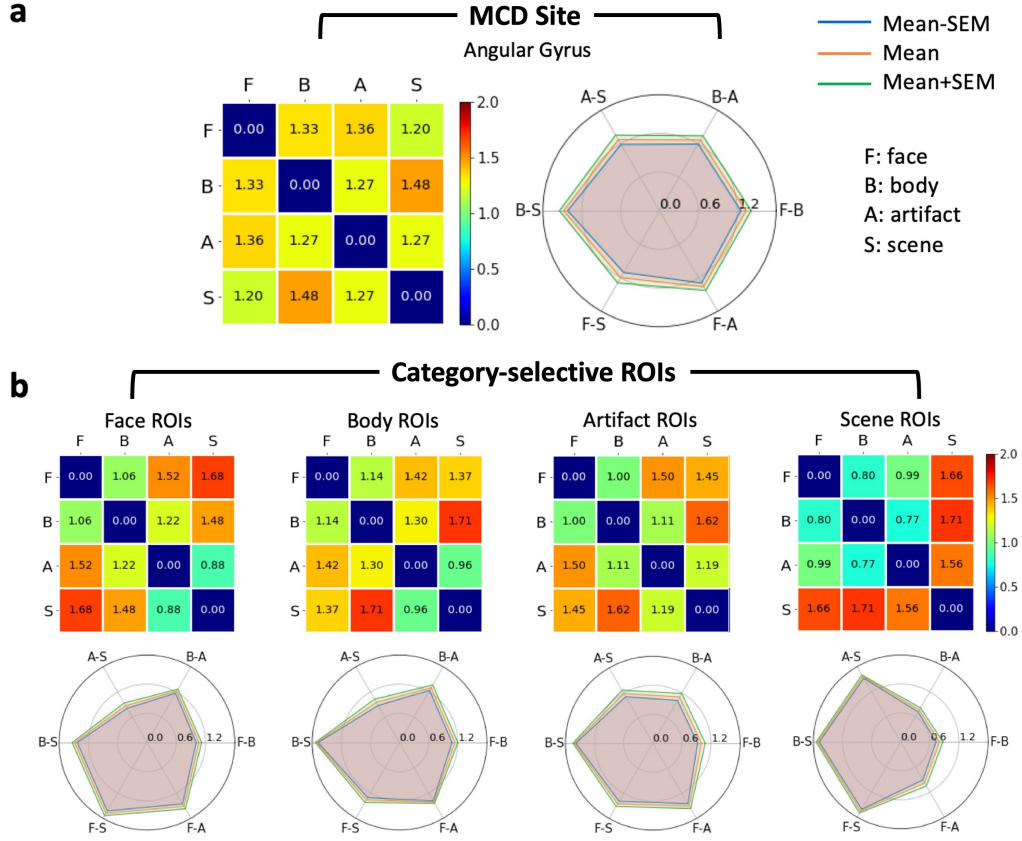 a
MCD Site
Angular Gyrus
Mean-SEM
Mean
Mean+SEM
F B A S
F 0.00 1.33 1.36 1.20
B 1.33 0.00 1.27 1.48
A 1.36 1.27 0.00 1.27
S 1.20 1.48 1.27 0.00
2.0
1.5
1.0
0.5
0.0
A-S B-A
B-S 0.0 0.6 1.2 F-B
F-S F-A
F: face
B: body
A: artifact
S: scene
b
Category-selective ROIs
Face ROIs
F B A S
F 0.00 1.06 1.52 1.68
B 1.06 0.00 1.22 1.48
A 1.52 1.22 0.00 0.88
S 1.68 1.48 0.88 0.00
Body ROIs
F B A S
F 0.00 1.14 1.42 1.37
B 1.14 0.00 1.30 1.71
A 1.42 1.30 0.00 0.96
S 1.37 1.71 0.96 0.00
Artifact ROIs
F B A S
F 0.00 1.00 1.50 1.45
B 1.00 0.00 1.11 1.62
A 1.50 1.11 0.00 1.19
S 1.45 1.62 1.19 0.00
Scene ROIs
F B A S
F 0.00 0.80 0.99 1.66
B 0.80 0.00 0.77 1.71
A 0.99 0.77 0.00 1.56
S 1.66 1.71 1.56 0.00
2.0
1.5
1.0
0.5
0.0
A-S B-A
B-S 0.0 0.6 1.2 F-B
F-S F-A
A-S B-A
B-S 0.0 0.6 1.2 F-B
F-S F-A
A-S B-A
B-S 0.0 0.6 1.2 F-B
F-S F-A
A-S B-A
B-S 0.0 0.6 1.2 F-B
F-S F-A